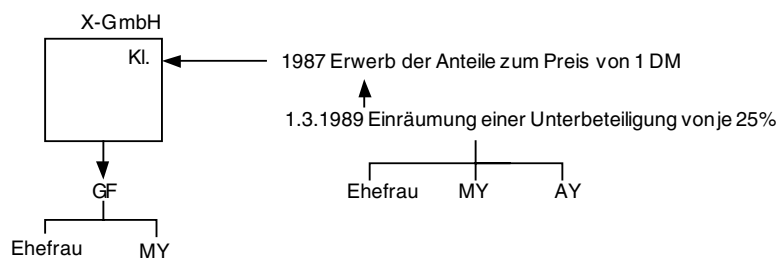 X-GmbH
Kl.
1987 Erwerb der Anteile zum Preis von 1 DM
1.3.1989 Einräumung einer Unterbeteiligung von je 25%
Ehefrau MY AY
GF
Ehefrau MY